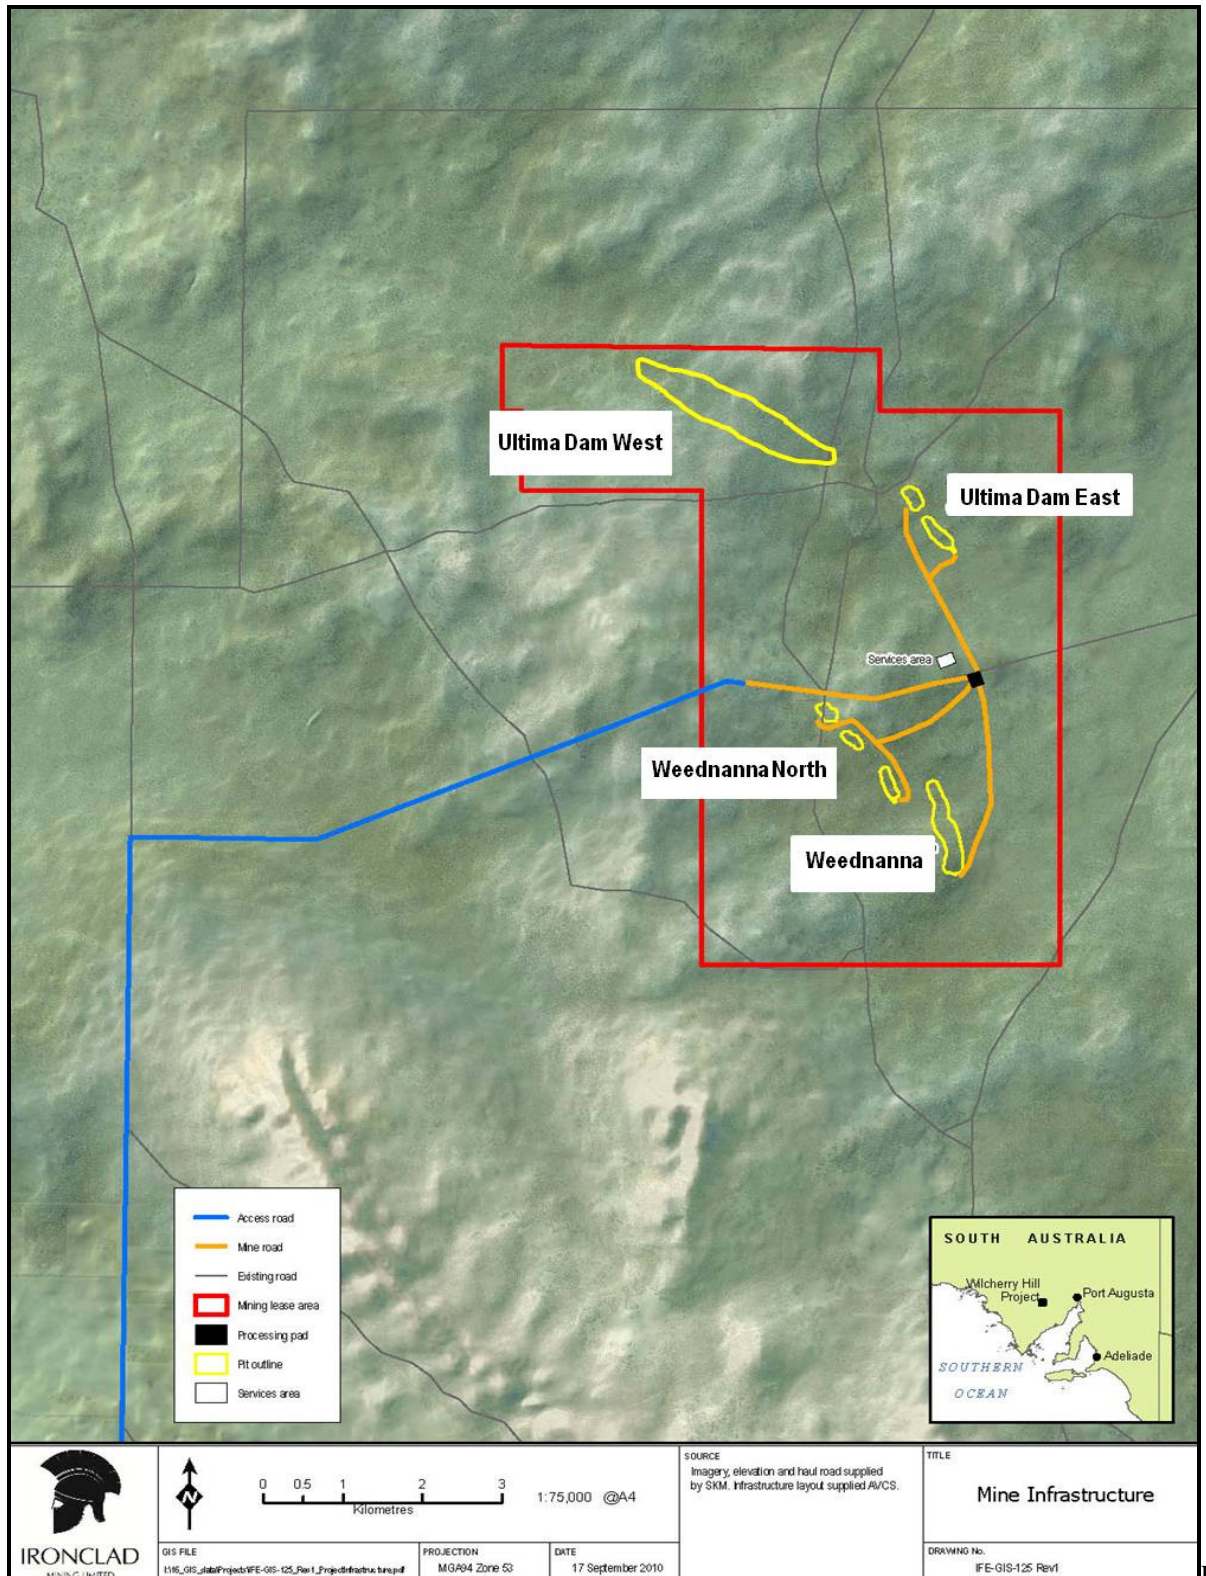 Ultima Dam West
Ultima Dam East
Services area
Weednanna North
Weednanna
Access road
Mine road
Existing road
Mining lease area
Processing pad
Pit outline
Services area
SOUTH AUSTRALIA
Wilcherry Hill
Project
Port Augusta
Adeliade
SOUTHERN
OCEAN
IRONCLAD
MINING LIMITED
N
0 0.5 1 2 3
Kilometres
1:75,000 @A4
SOURCE
Imagery, elevation and haul road supplied
by SKM. Infrastructure layout supplied AVCS.
TITLE
Mine Infrastructure
GIS FILE
PROJECTION
MGA94 Zone 53
DATE
17 September 2010
DRAWING No.
IFE-GIS-125 Rev1